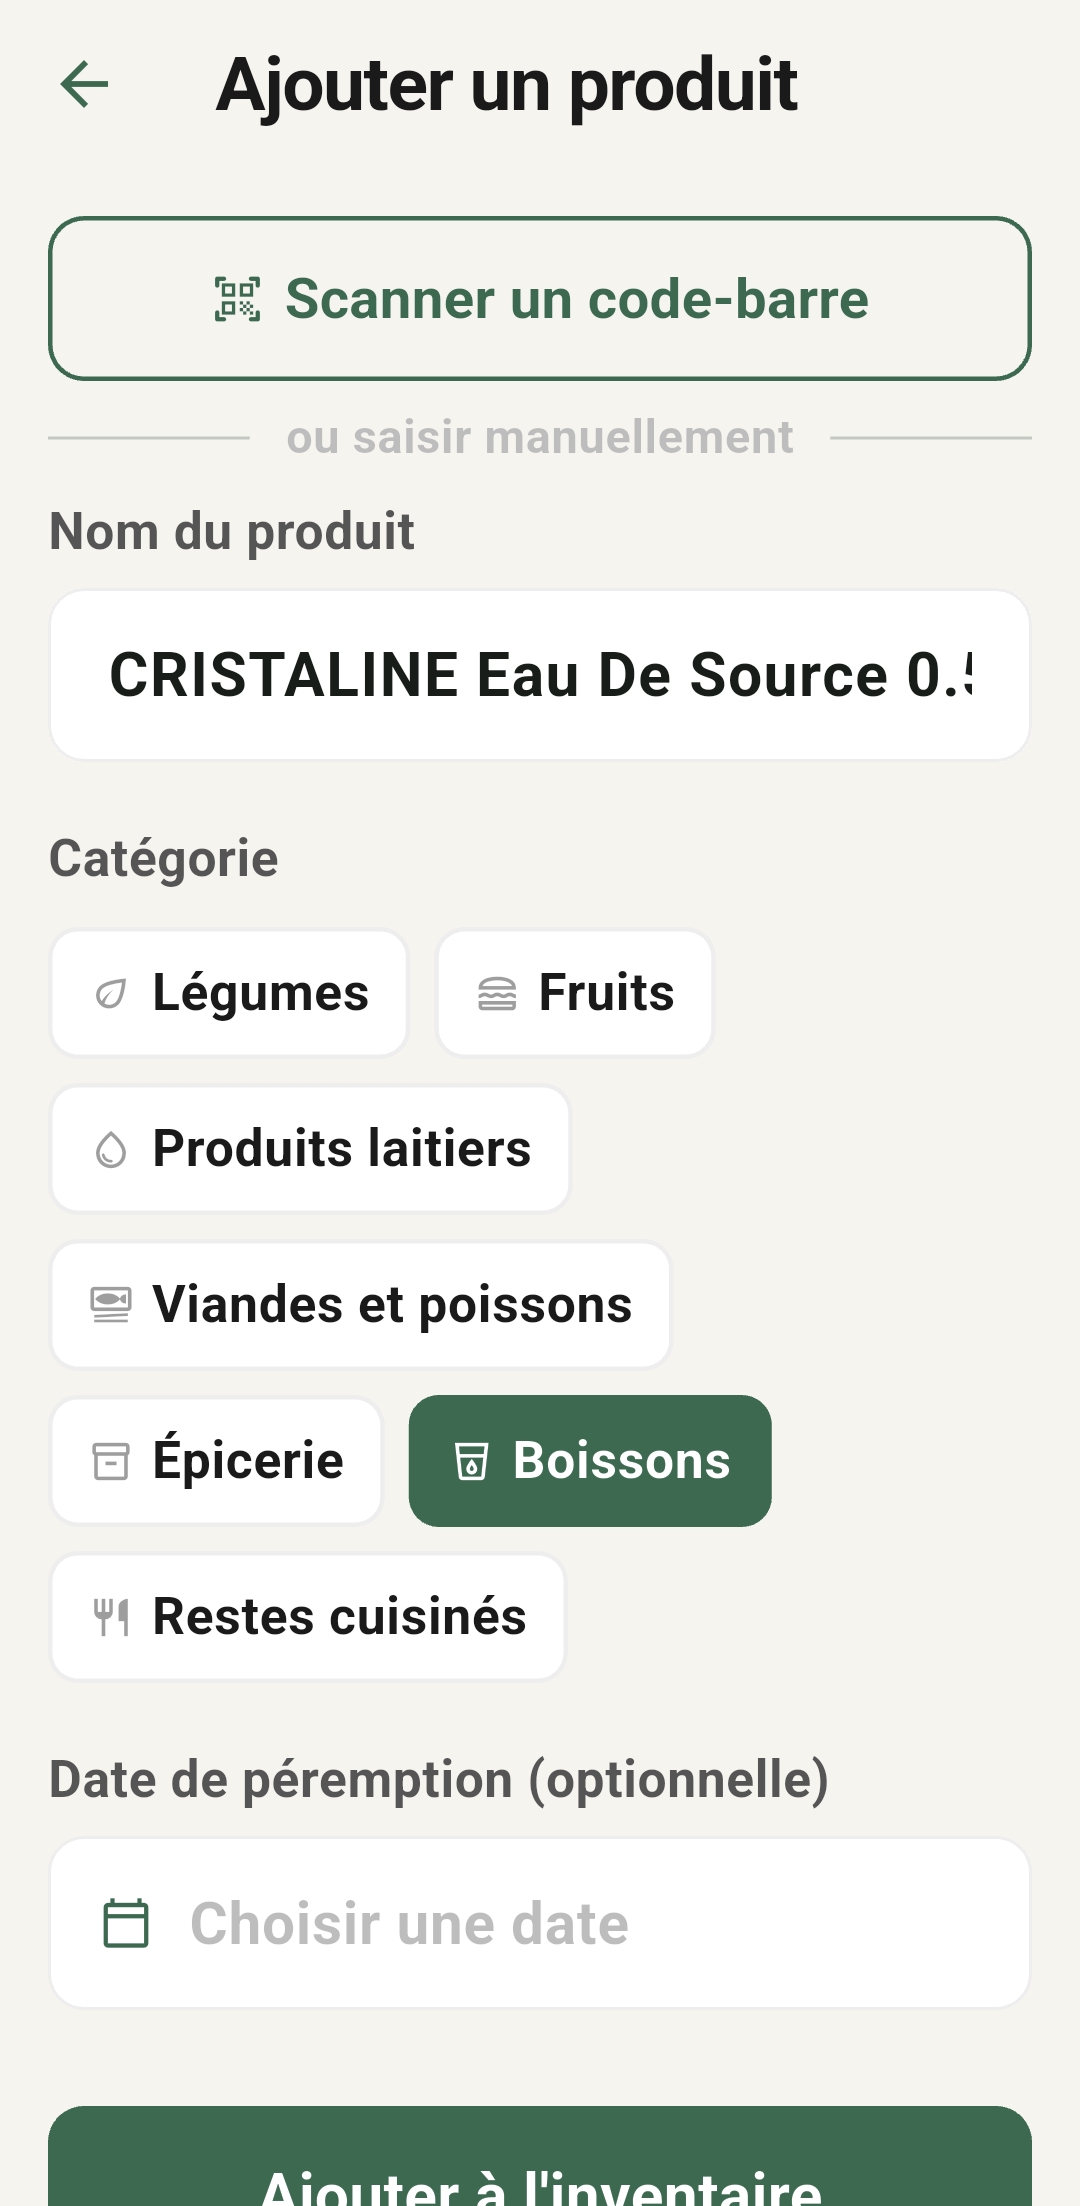 Ajouter un produit
Scanner un code-barre
ou saisir manuellement
Nom du produit
CRISTALINE Eau De Source 0.5
Catégorie
Légumes
Fruits
Produits laitiers
Viandes et poissons
Épicerie
Boissons
Restes cuisinés
Date de péremption (optionnelle)
Choisir une date
Ajouter à l'inventaire